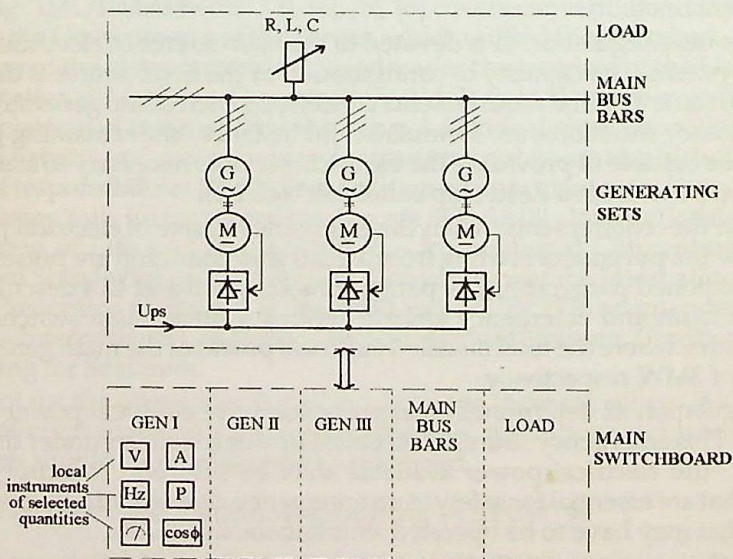 R, L, C
LOAD
MAIN
BUS
BARS
G
~
G
~
G
~
GENERATING
SETS
M
M
M
Ups
GEN I
GEN II
GEN III
MAIN
BUS
BARS
LOAD
MAIN
SWITCHBOARD
V
A
local
instruments
of selected
quantities
Hz
P
cosϕ